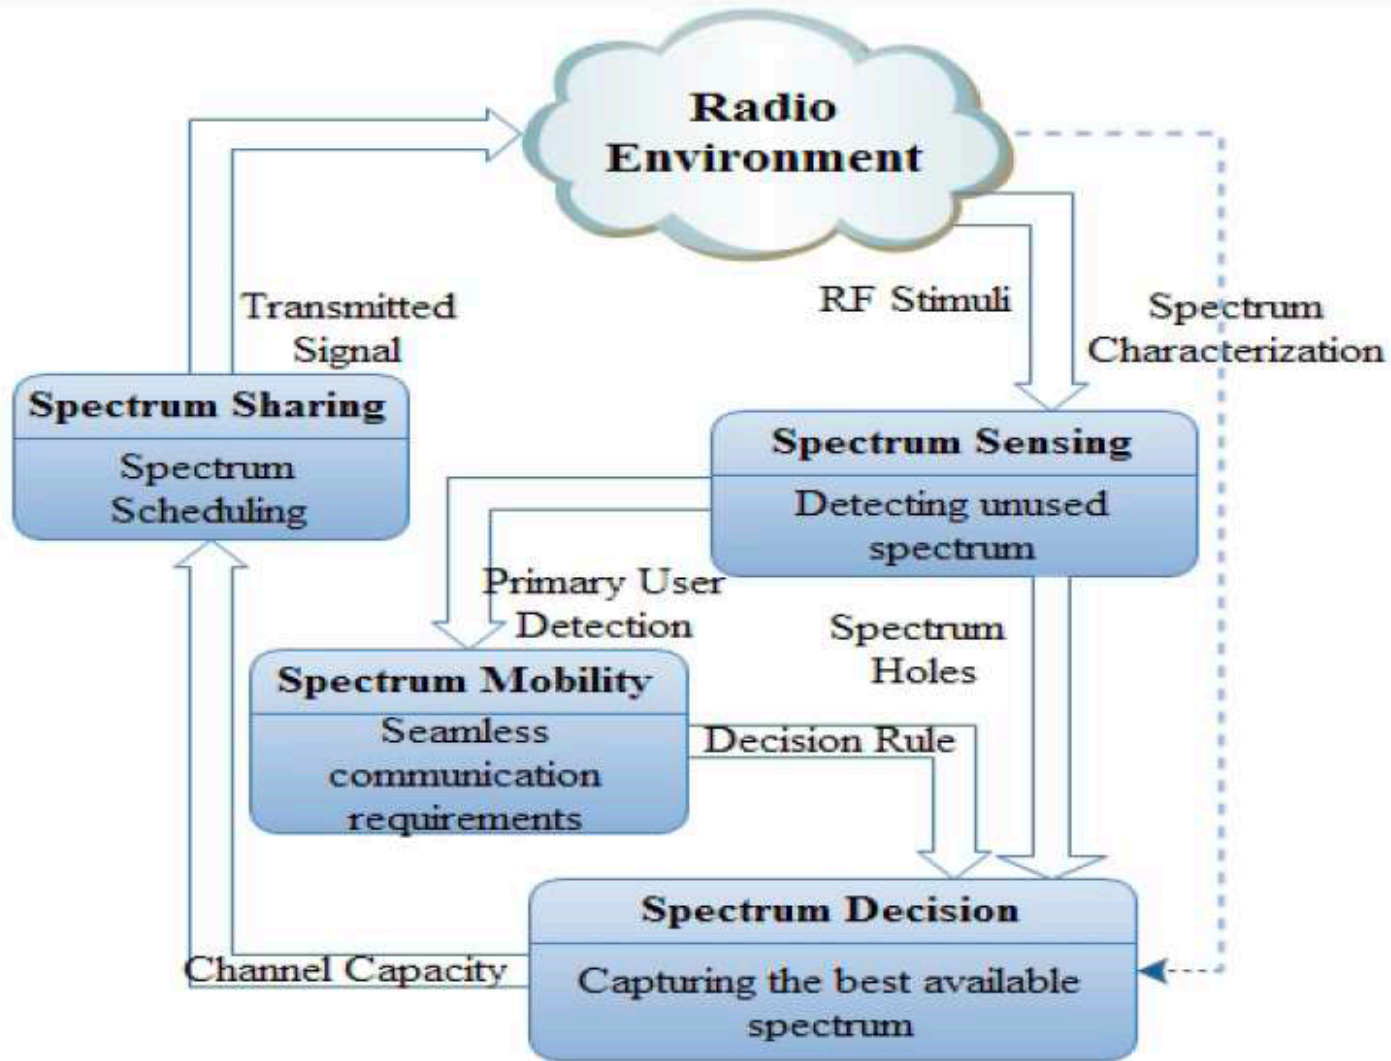 Radio
Environment
Transmitted
Signal
RF Stimuli
Spectrum
Characterization
Spectrum Sharing
Spectrum
Scheduling
Spectrum Sensing
Detecting unused
spectrum
Primary User
Detection
Spectrum
Holes
Spectrum Mobility
Seamless
communication
requirements
Decision Rule
Spectrum Decision
Capturing the best available
spectrum
Channel Capacity